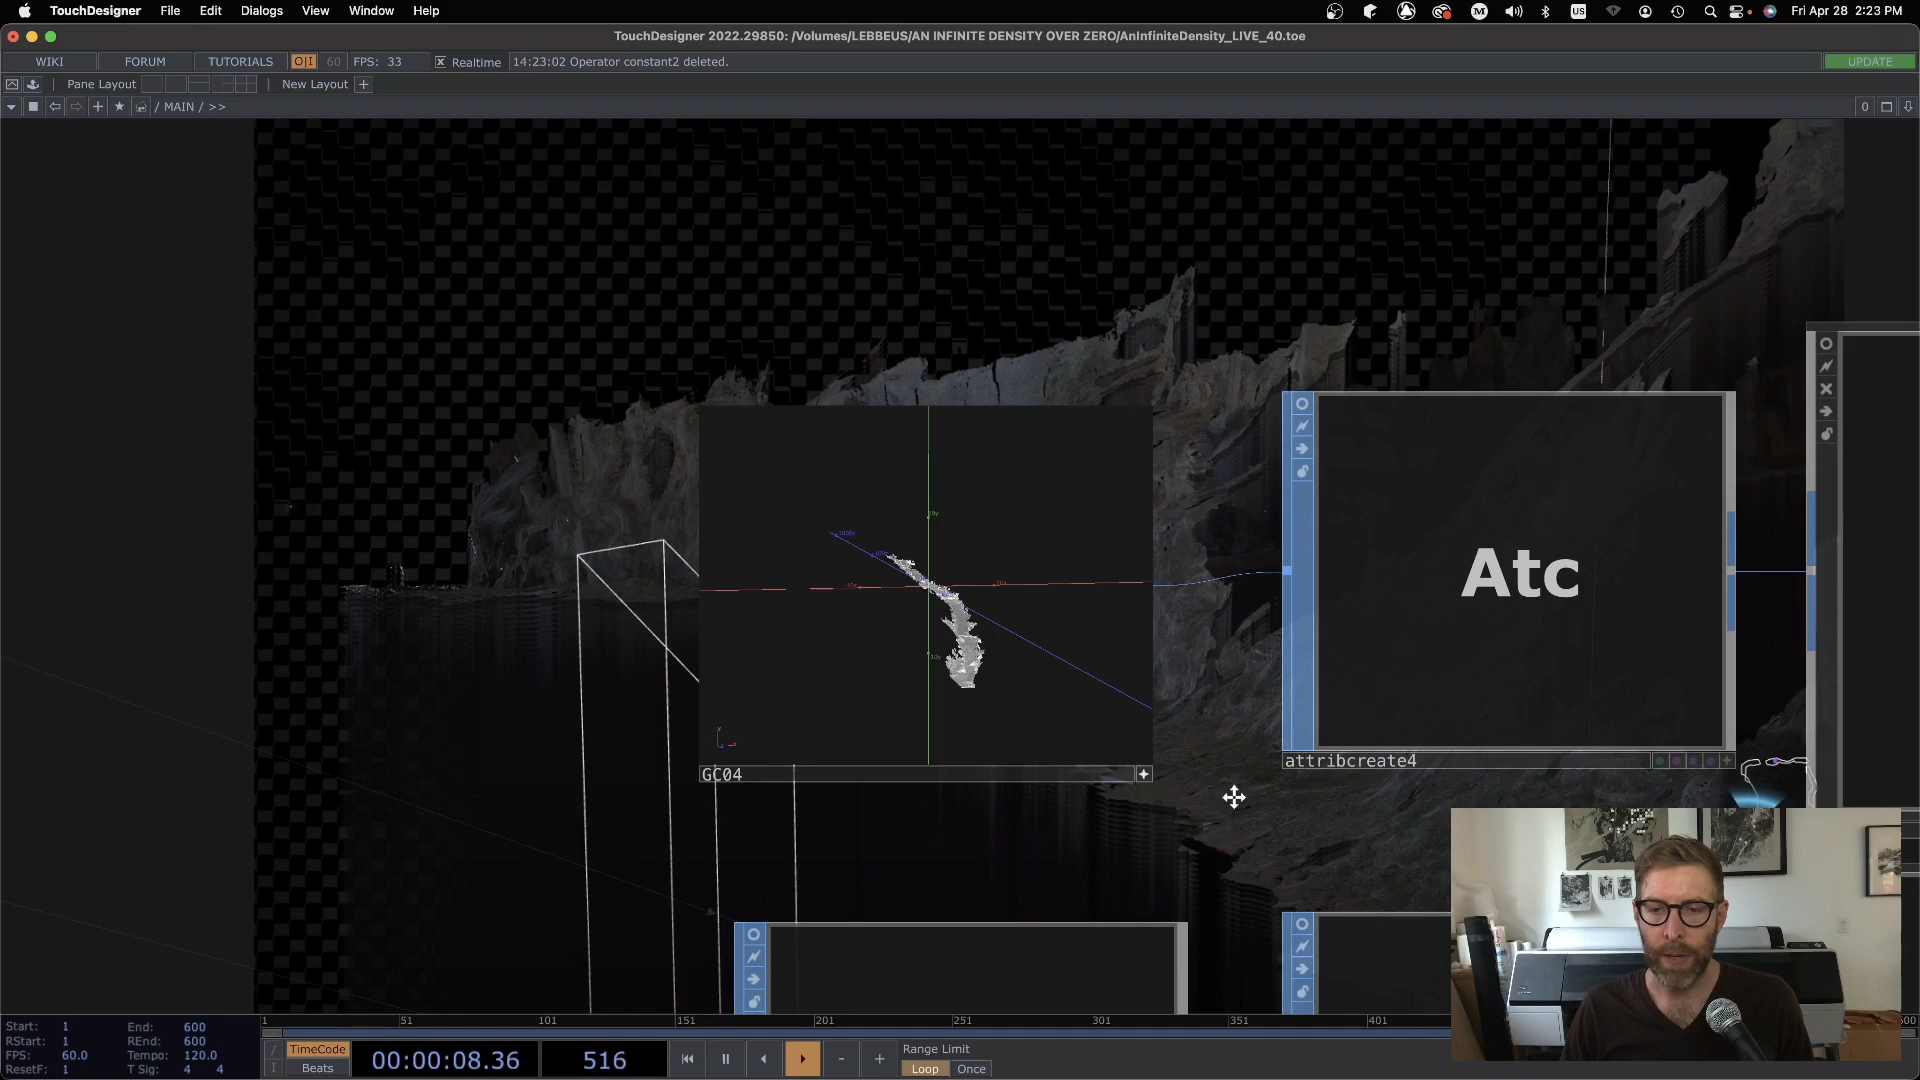 TouchDesigner File Edit Dialogs View Window Help US Fri Apr 28 2:23 PM
TouchDesigner 2022.29850: /Volumes/LEBBEUS/AN INFINITE DENSITY OVER ZERO/AnInfiniteDensity_LIVE_40.toe
WIKI FORUM TUTORIALS O|I 60 FPS: 33 Realtime 14:23:02 Operator constant2 deleted. UPDATE
Pane Layout New Layout +
/ MAIN / >> 0
Atc
GC04
attribcreate4
1 51 101 151 201 251 301 351 401
Start: 1 End: 600
RStart: 1 REnd: 600
FPS: 60.0 Tempo: 120.0
ResetF: 1 T Sig: 4 4
TimeCode
Beats
00:00:08.36
516
Range Limit
Loop Once